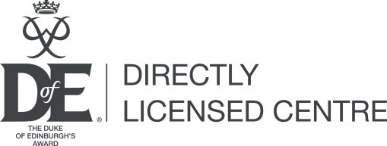 DofE®
THE DUKE
OF EDINBURGH'S
AWARD
DIRECTLY
LICENSED CENTRE